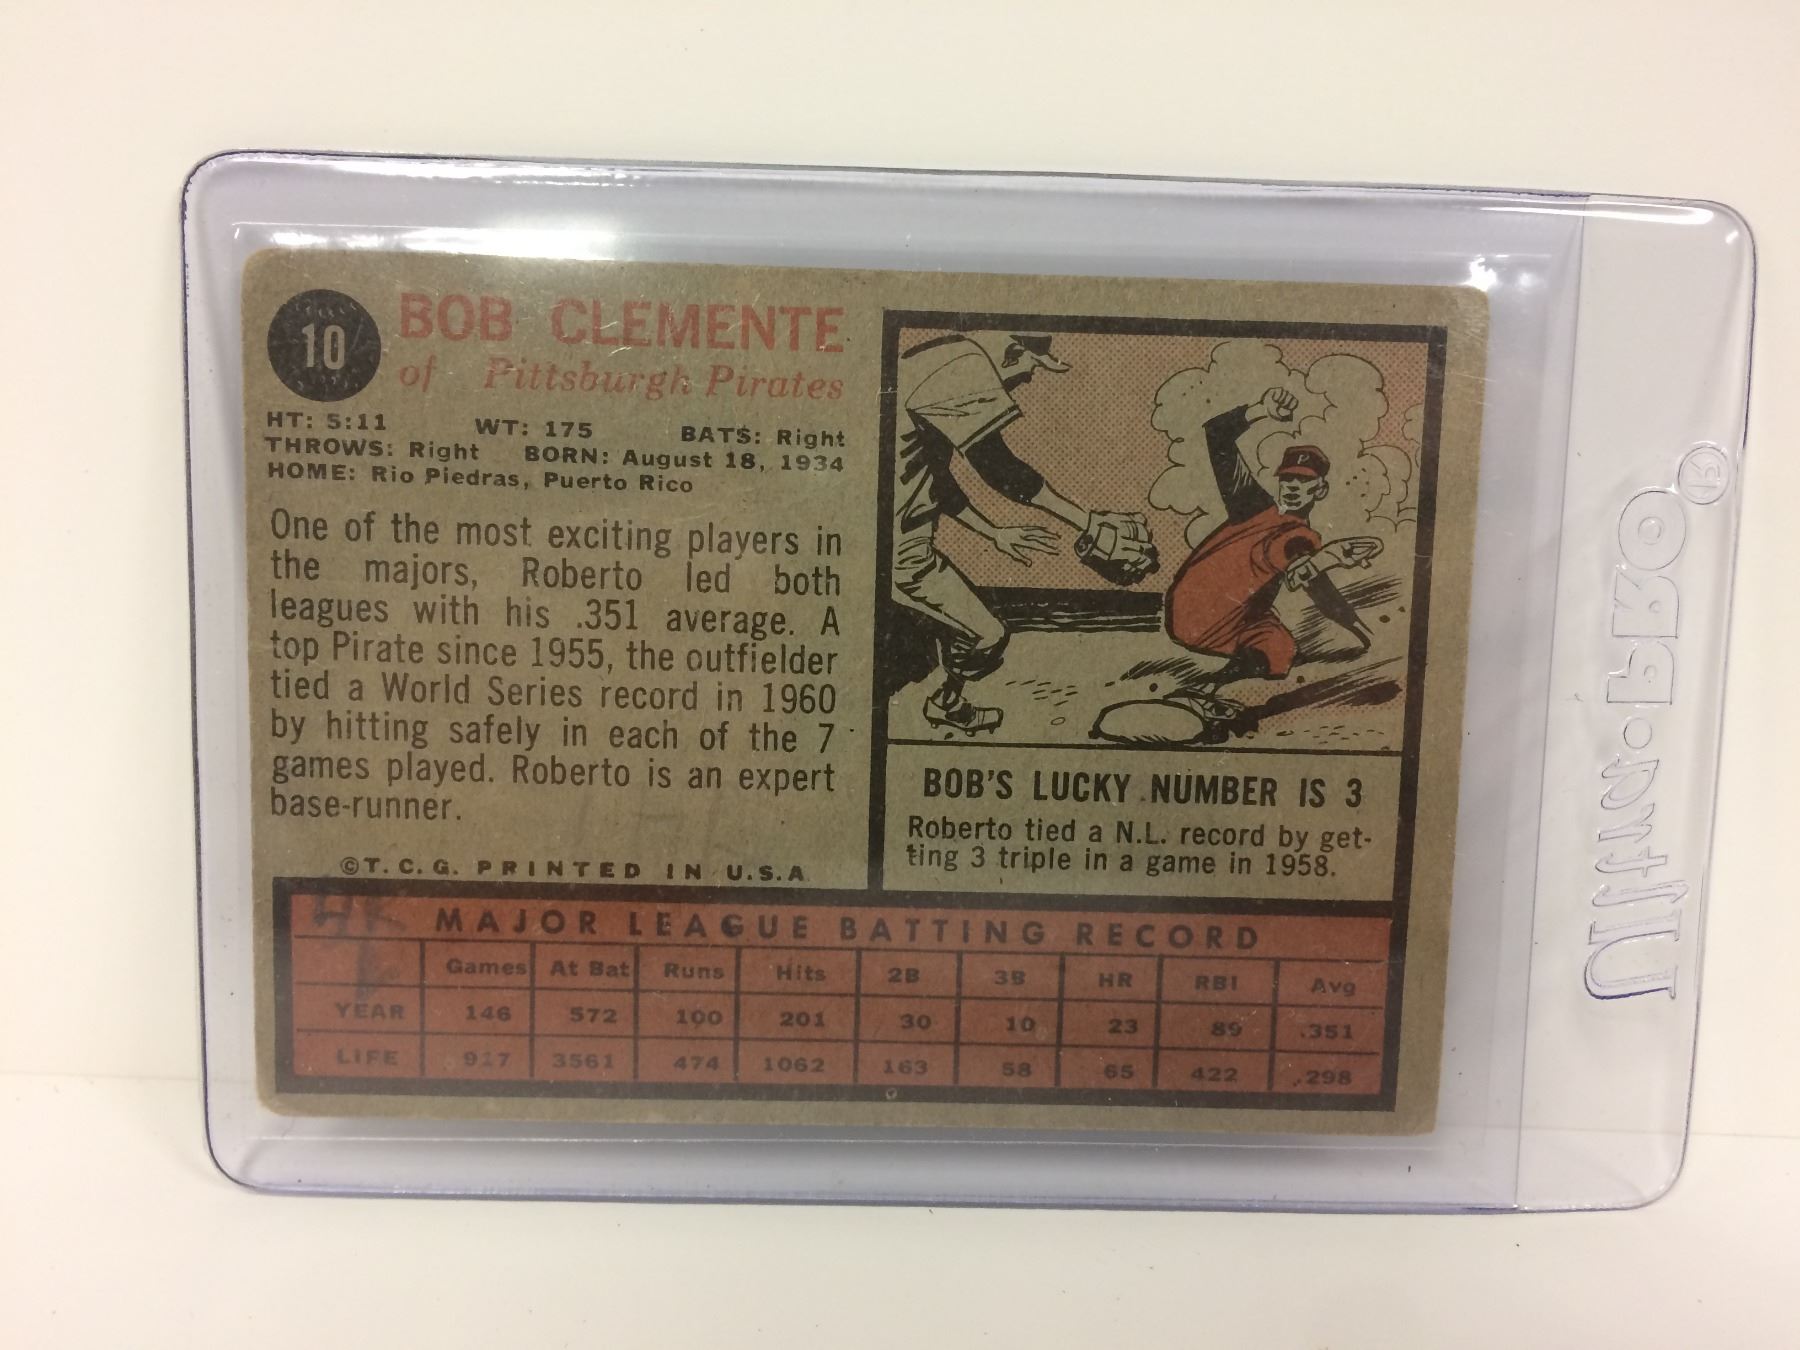 10
BOB CLEMENTE
of Pittsburgh Pirates
HT: 5:11 WT: 175 BATS: Right
THROWS: Right BORN: August 18, 1934
HOME: Rio Piedras, Puerto Rico
One of the most exciting players in
the majors, Roberto led both
leagues with his .351 average. A
top Pirate since 1955, the outfielder
tied a World Series record in 1960
by hitting safely in each of the 7
games played. Roberto is an expert
base-runner.
©T.C.G. PRINTED IN U.S.A.
P
BOB'S LUCKY NUMBER IS 3
Roberto tied a N.L. record by get-
ting 3 triple in a game in 1958.
MAJOR LEAGUE BATTING RECORD
Games At Bat Runs Hits 2B 3B HR RBI Avg
YEAR 146 572 100 201 30 10 23 89 .351
LIFE 917 3561 474 1062 163 58 65 422 .298
ultra•PRO